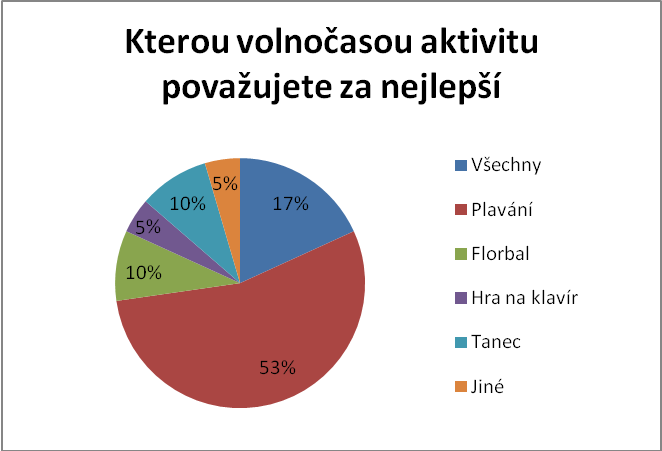 Kterou volnočasou aktivitu
považujete za nejlepší
5%
17%
10%
5%
10%
53%
Všechny
Plavání
Florbal
Hra na klavír
Tanec
Jiné